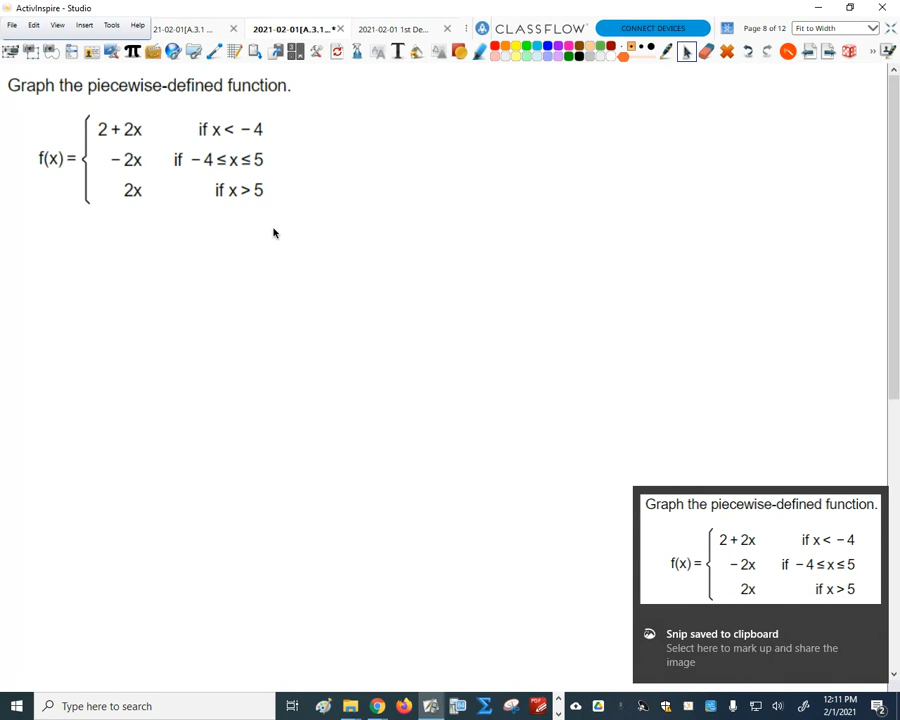 ActivInspire - Studio
File Edit View Insert Tools Help
21-02-01[A.3.1 ... 2021-02-01[A.3.1...* 2021-02-01 1st De...
CLASSFLOW CONNECT DEVICES Page 8 of 12 Fit to Width
Graph the piecewise-defined function.
2 + 2x if x < − 4
f(x) = − 2x if − 4 ≤ x ≤ 5
2x if x > 5
Graph the piecewise-defined function.
2 + 2x if x < − 4
f(x) = − 2x if − 4 ≤ x ≤ 5
2x if x > 5
Snip saved to clipboard
Select here to mark up and share the
image
Type here to search
12:11 PM
2/1/2021
2